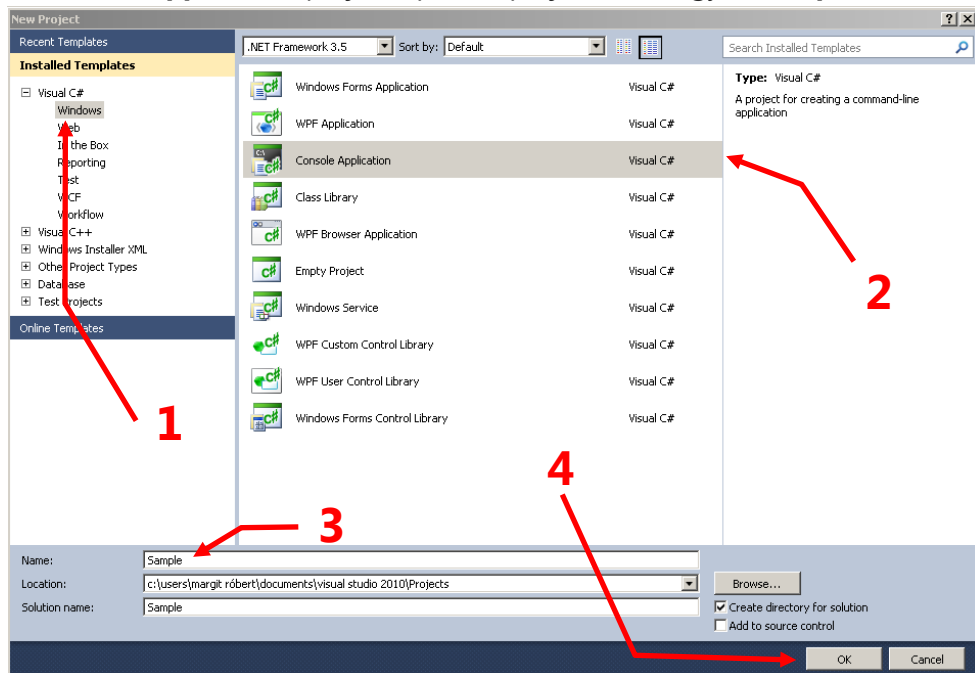 New Project
Recent Templates
Installed Templates
Visual C#
Windows
Web
In the Box
Reporting
Test
WCF
Workflow
Visual C++
Windows Installer XML
Other Project Types
Database
Test Projects
Online Templates
.NET Framework 3.5 Sort by: Default
Windows Forms Application Visual C#
WPF Application Visual C#
Console Application Visual C#
Class Library Visual C#
WPF Browser Application Visual C#
Empty Project Visual C#
Windows Service Visual C#
WPF Custom Control Library Visual C#
WPF User Control Library Visual C#
Windows Forms Control Library Visual C#
Search Installed Templates
Type: Visual C#
A project for creating a command-line
application
1
2
3
4
Name: Sample
Location: c:\users\margit róbert\documents\visual studio 2010\Projects
Browse...
Solution name: Sample
Create directory for solution
Add to source control
OK Cancel